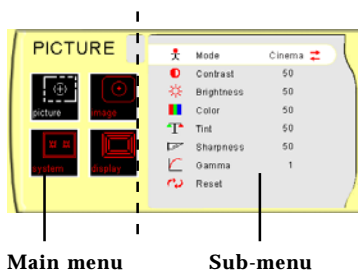 PICTURE
picture
image
system
display
Mode Cinema
Contrast 50
Brightness 50
Color 50
Tint 50
Sharpness 50
Gamma 1
Reset
Main menu
Sub-menu